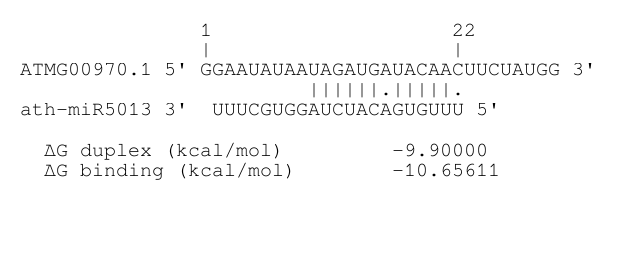 1 22
| |
ATMG00970.1 5' GGAAUAUAAUAGAUGAUACAACUUCUAUGG 3'
||||||.|||||.
ath-miR5013 3' UUUCGUGGAUCUACAGUGUUU 5'
ΔG duplex (kcal/mol) -9.90000
ΔG binding (kcal/mol) -10.65611